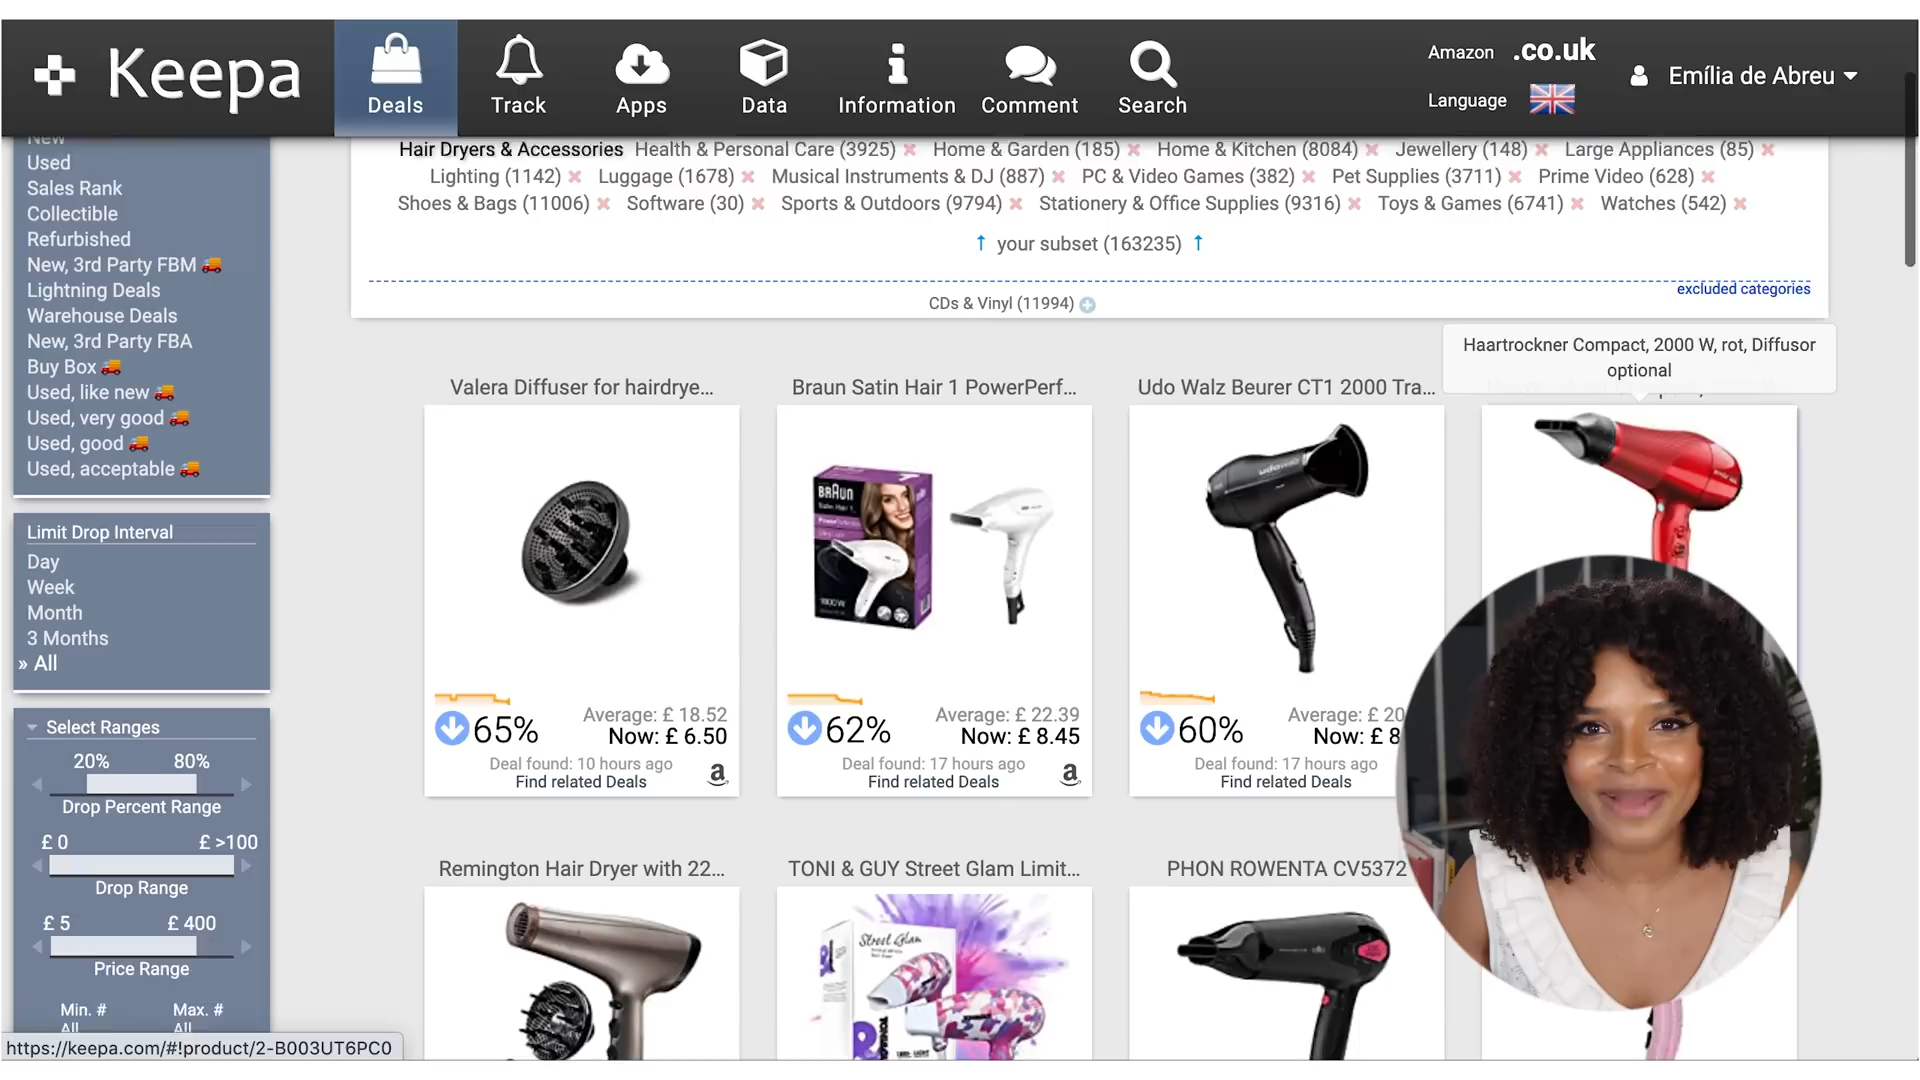 Keepa
Deals
Track
Apps
Data
Information
Comment
Search
Amazon .co.uk
Language
Emília de Abreu
New
Used
Sales Rank
Collectible
Refurbished
New, 3rd Party FBM
Lightning Deals
Warehouse Deals
New, 3rd Party FBA
Buy Box
Used, like new
Used, very good
Used, good
Used, acceptable
Limit Drop Interval
Day
Week
Month
3 Months
» All
Select Ranges
20% 80%
Drop Percent Range
£ 0 £ >100
Drop Range
£ 5 £ 400
Price Range
Min. # Max. #
All All
Hair Dryers & Accessories Health & Personal Care (3925) Home & Garden (185) Home & Kitchen (8084) Jewellery (148) Large Appliances (85)
Lighting (1142) Luggage (1678) Musical Instruments & DJ (887) PC & Video Games (382) Pet Supplies (3711) Prime Video (628)
Shoes & Bags (11006) Software (30) Sports & Outdoors (9794) Stationery & Office Supplies (9316) Toys & Games (6741) Watches (542)
↑ your subset (163235) ↑
excluded categories
CDs & Vinyl (11994)
Haartrockner Compact, 2000 W, rot, Diffusor
optional
Valera Diffuser for hairdrye...
65%
Average: £ 18.52
Now: £ 6.50
Deal found: 10 hours ago
Find related Deals
Braun Satin Hair 1 PowerPerf...
BRAUN
Satin Hair 1
62%
Average: £ 22.39
Now: £ 8.45
Deal found: 17 hours ago
Find related Deals
Udo Walz Beurer CT1 2000 Tra...
udo walz
60%
Average: £ 20
Now: £ 8
Deal found: 17 hours ago
Find related Deals
Remington Hair Dryer with 22...
TONI & GUY Street Glam Limit...
Street Glam
PHON ROWENTA CV5372
https://keepa.com/#!product/2-B003UT6PC0